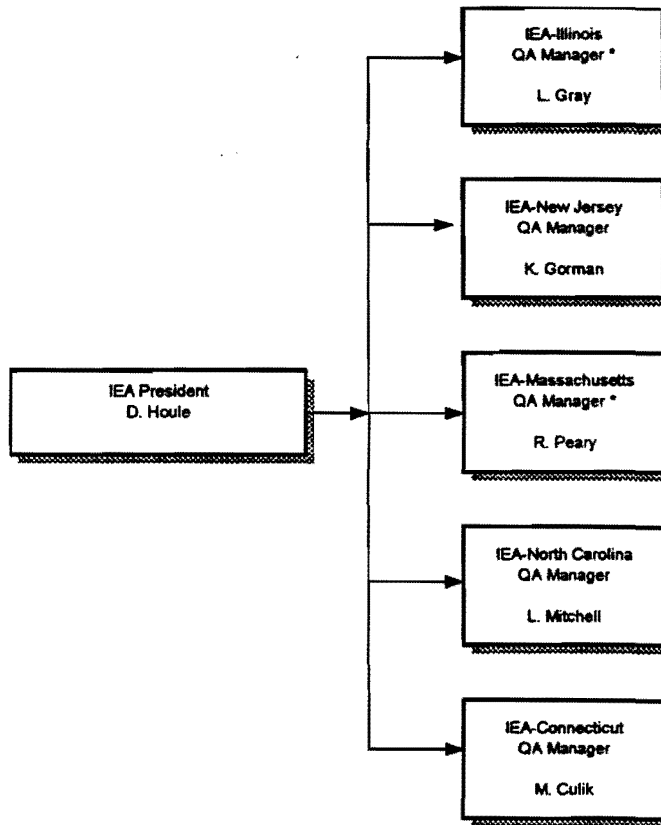 IEA-Illinois
QA Manager *
L. Gray
IEA-New Jersey
QA Manager
K. Gorman
IEA President
D. Houle
IEA-Massachusetts
QA Manager *
R. Peary
IEA-North Carolina
QA Manager
L. Mitchell
IEA-Connecticut
QA Manager
M. Culik